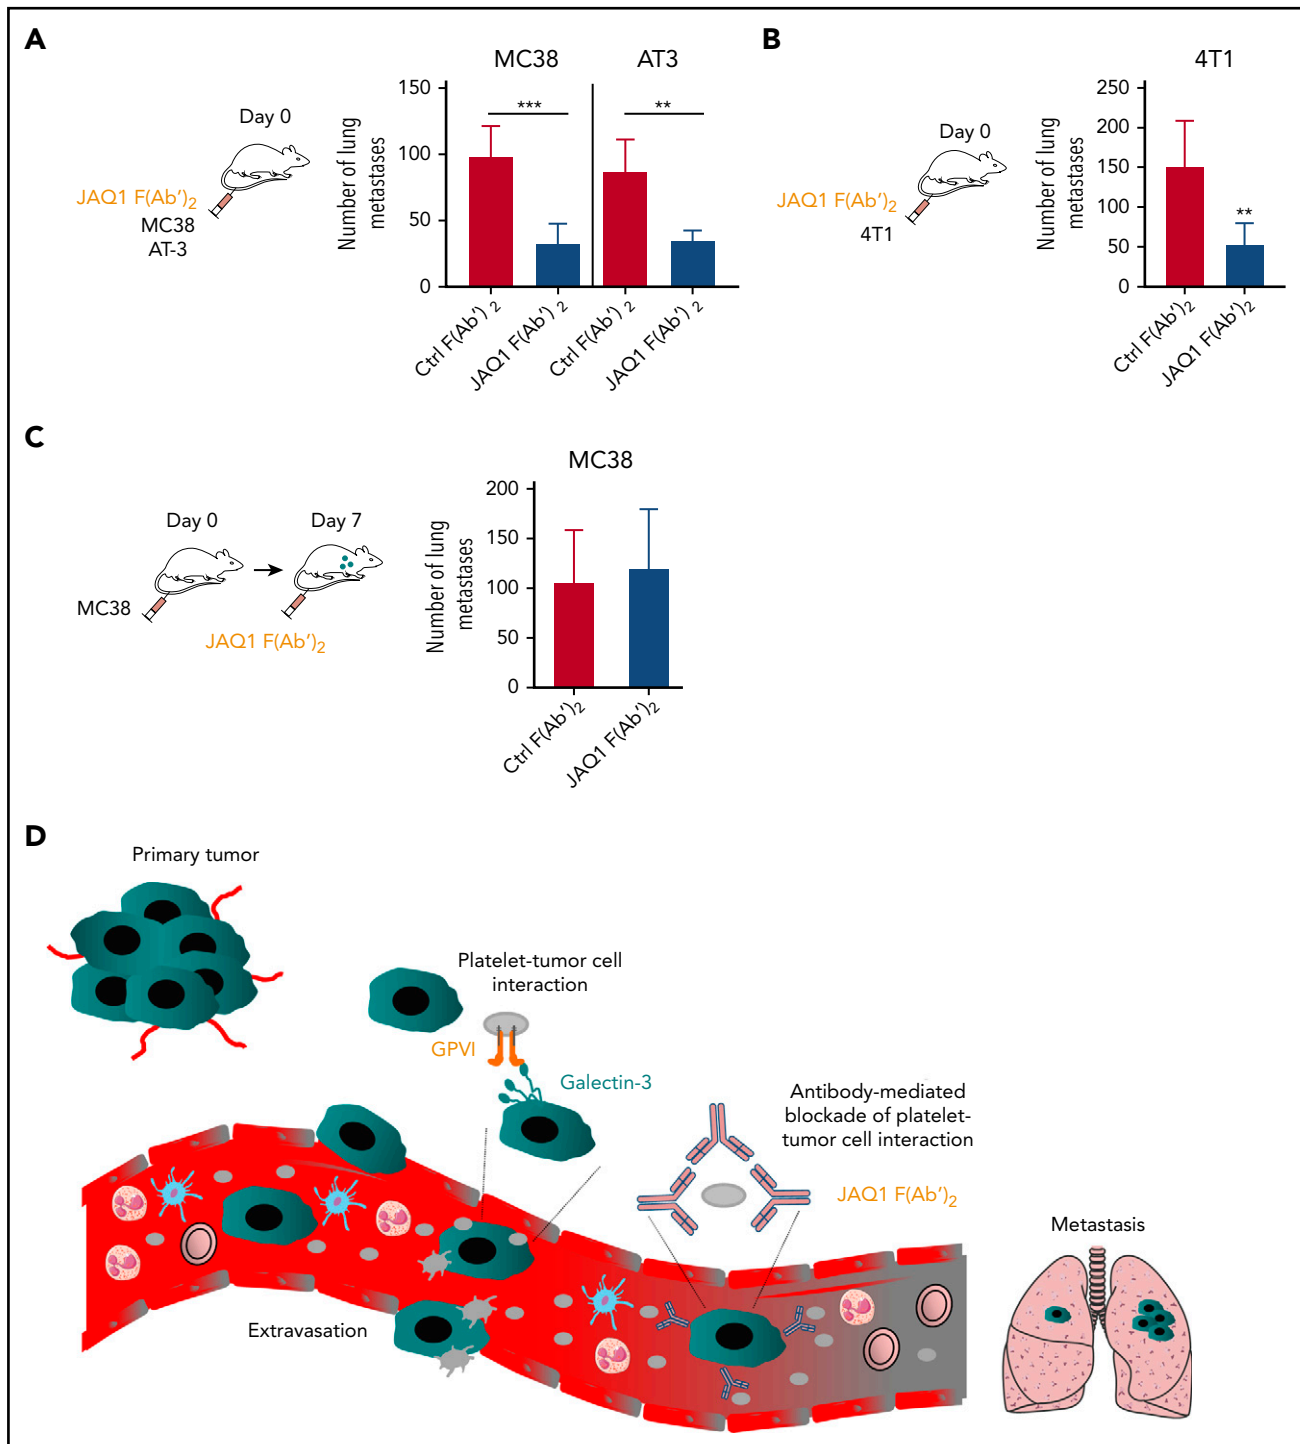 A
MC38
AT3
Day 0
JAQ1 F(Ab′)2
MC38
AT-3
Number of lung
metastases
150
100
50
0
***
**
Ctrl F(Ab′)2
JAQ1 F(Ab′)2
Ctrl F(Ab′)2
JAQ1 F(Ab′)2
B
4T1
Day 0
JAQ1 F(Ab′)2
4T1
Number of lung
metastases
250
200
150
100
50
0
**
Ctrl F(Ab′)2
JAQ1 F(Ab′)2
C
MC38
Day 0
Day 7
MC38
JAQ1 F(Ab′)2
Number of lung
metastases
200
150
100
50
0
Ctrl F(Ab′)2
JAQ1 F(Ab′)2
D
Primary tumor
Platelet-tumor cell
interaction
GPVI
Galectin-3
Antibody-mediated
blockade of platelet-
tumor cell interaction
JAQ1 F(Ab′)2
Metastasis
Extravasation